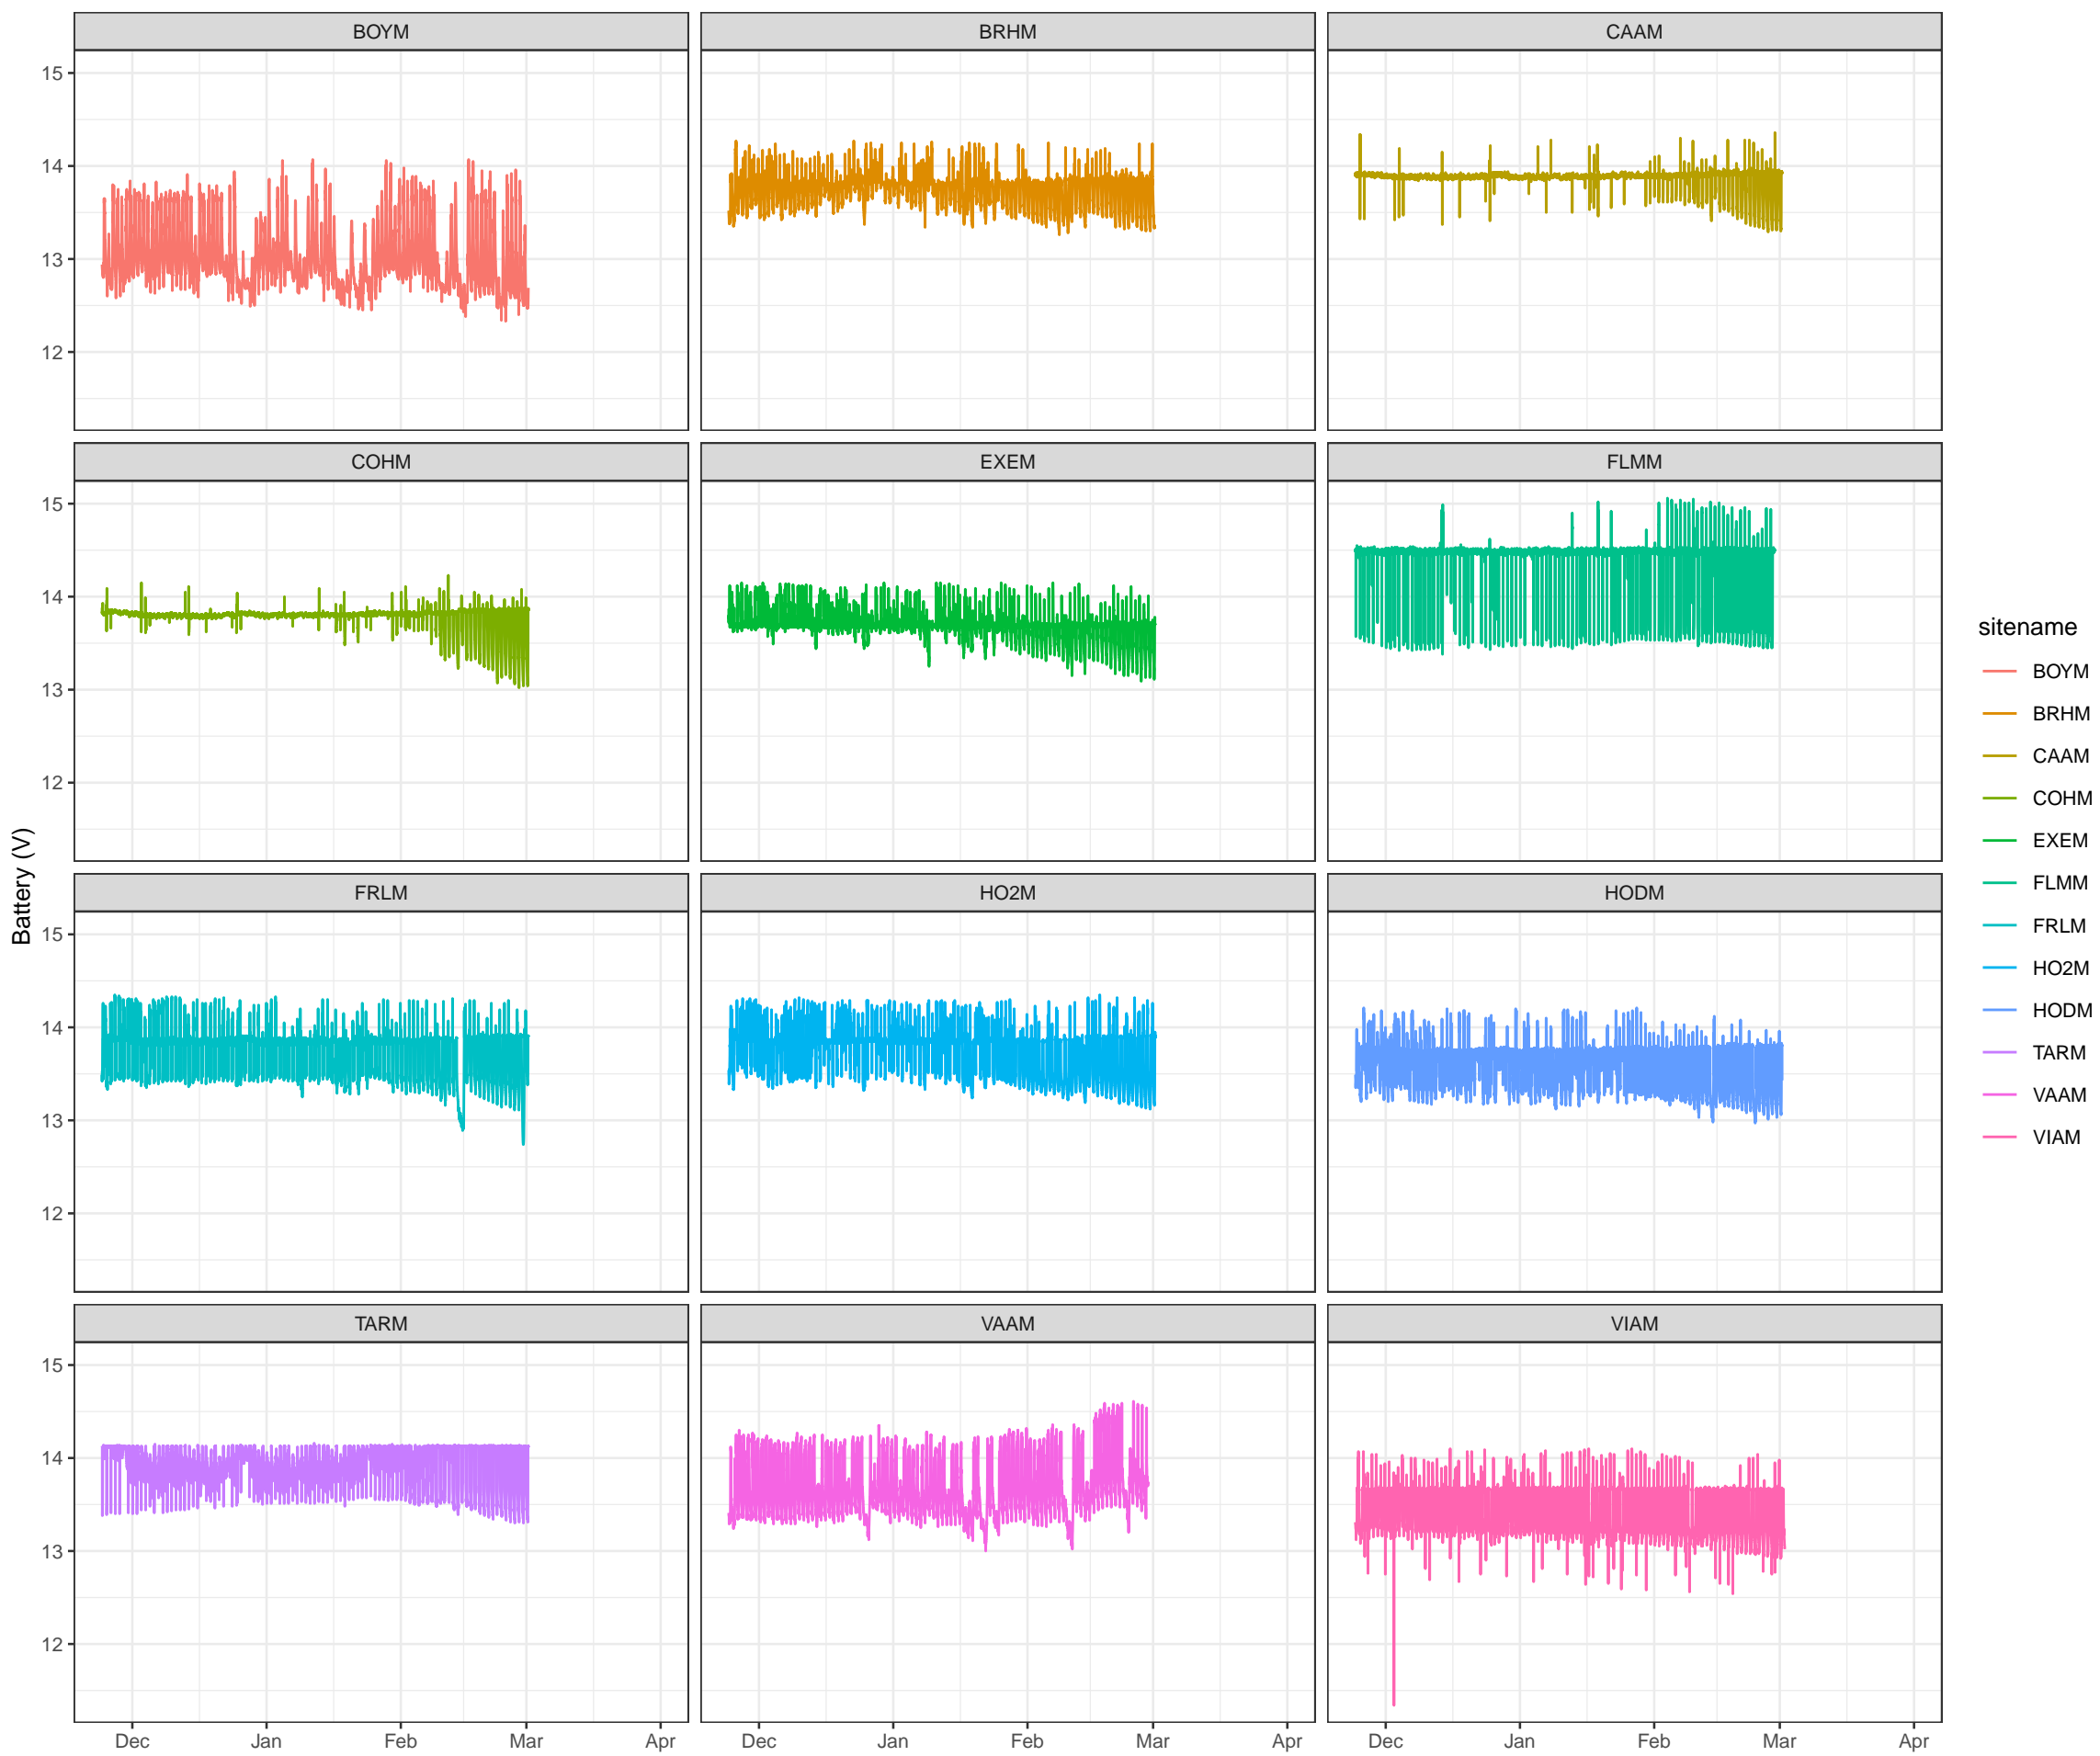 BOYM BRHM CAAM
15
14
13
12
COHM EXEM FLMM
15
14
13
12
FRLM HO2M HODM
15
14
13
12
TARM VAAM VIAM
15
14
13
12
Dec Jan Feb Mar Apr Dec Jan Feb Mar Apr Dec Jan Feb Mar Apr
Battery (V)
sitename
BOYM
BRHM
CAAM
COHM
EXEM
FLMM
FRLM
HO2M
HODM
TARM
VAAM
VIAM